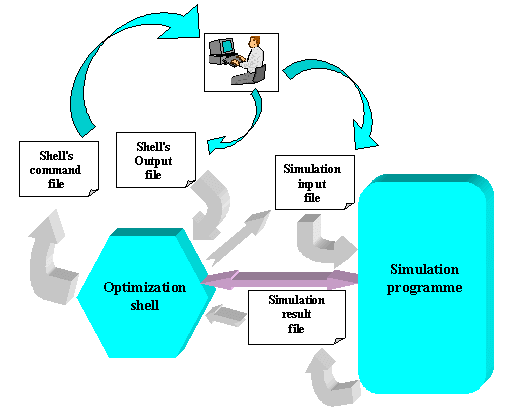 Shell's
command
file
Shell's
Output
file
Simulation
input
file
Optimization
shell
Simulation
programme
Simulation
result
file